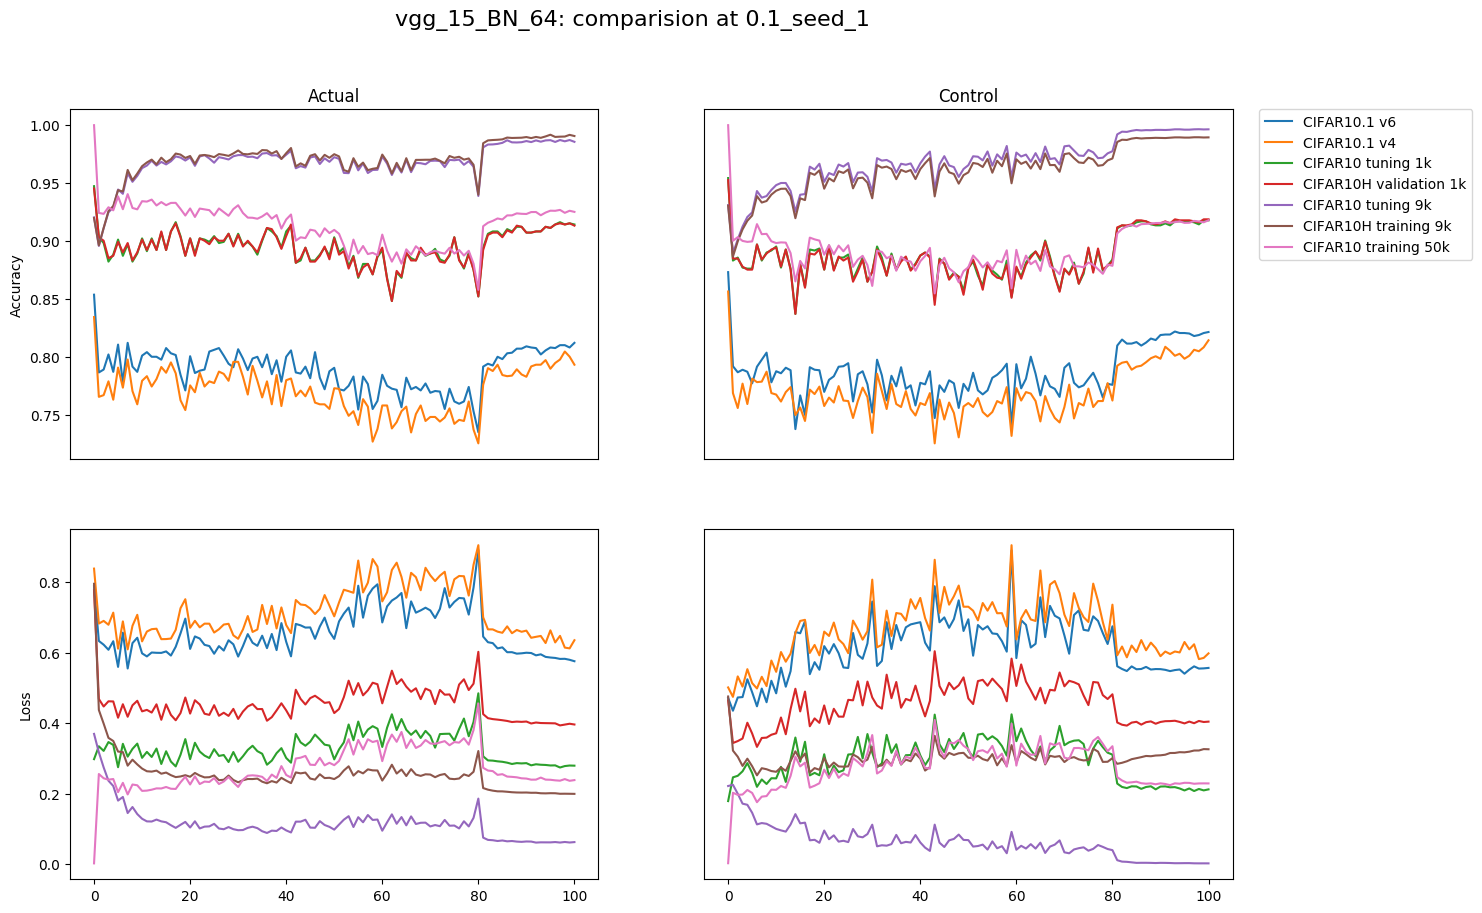 vgg_15_BN_64: comparision at 0.1_seed_1
Actual
Control
Accuracy
1.00
0.95
0.90
0.85
0.80
0.75
CIFAR10.1 v6
CIFAR10.1 v4
CIFAR10 tuning 1k
CIFAR10H validation 1k
CIFAR10 tuning 9k
CIFAR10H training 9k
CIFAR10 training 50k
Loss
0.8
0.6
0.4
0.2
0.0
0 20 40 60 80 100
0 20 40 60 80 100